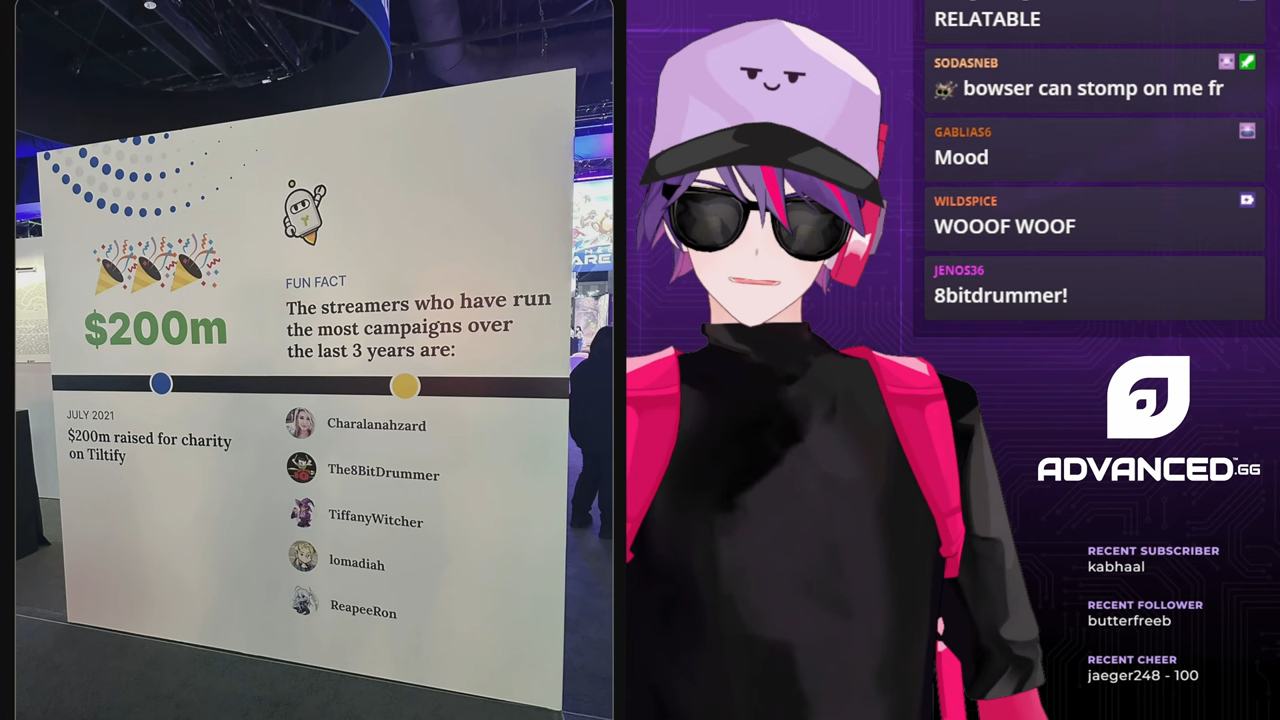 $200m
FUN FACT
The streamers who have run
the most campaigns over
the last 3 years are:
JULY 2021
$200m raised for charity
on Tiltify
Charalanahzard
The8BitDrummer
TiffanyWitcher
lomadiah
ReapeeRon
ARE
RELATABLE
SODASNEB
bowser can stomp on me fr
GABLIAS6
Mood
WILDSPICE
WOOOF WOOF
JENOS36
8bitdrummer!
ADVANCED™.GG
RECENT SUBSCRIBER
kabhaal
RECENT FOLLOWER
butterfreeb
RECENT CHEER
jaeger248 - 100